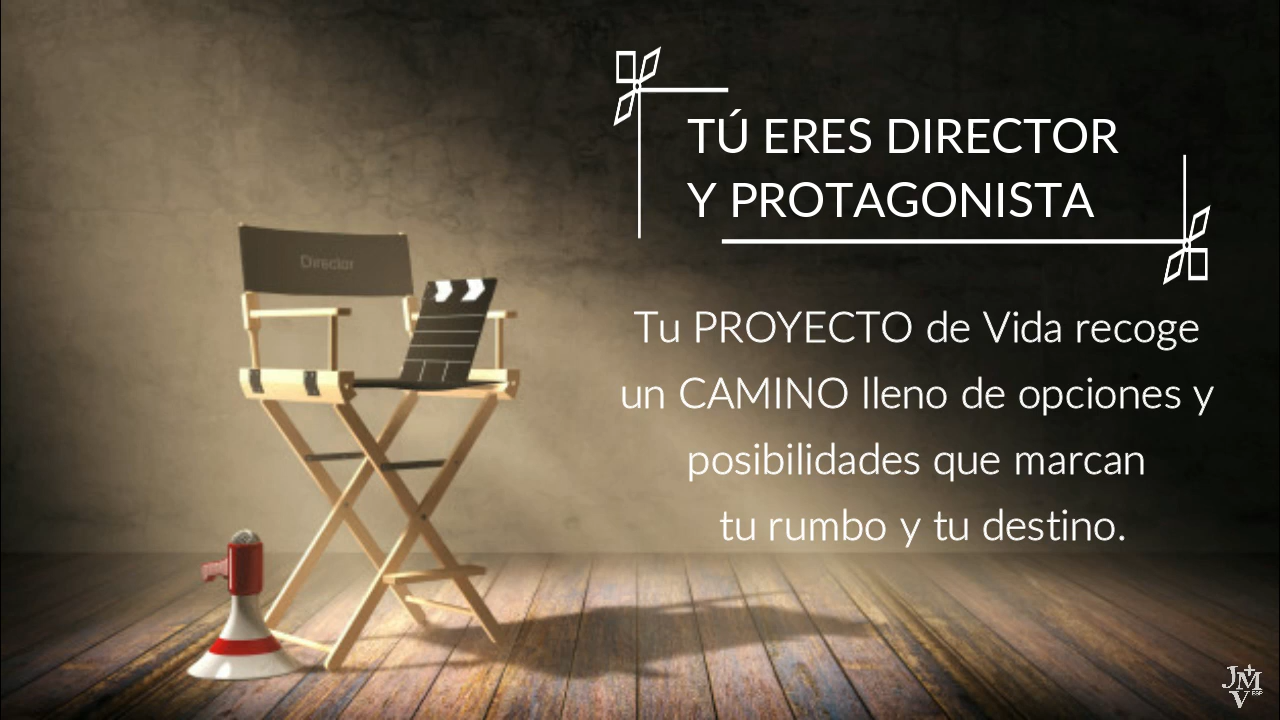 TÚ ERES DIRECTOR
Y PROTAGONISTA
Director
Tu PROYECTO de Vida recoge
un CAMINO lleno de opciones y
posibilidades que marcan
tu rumbo y tu destino.
JMV
ESP